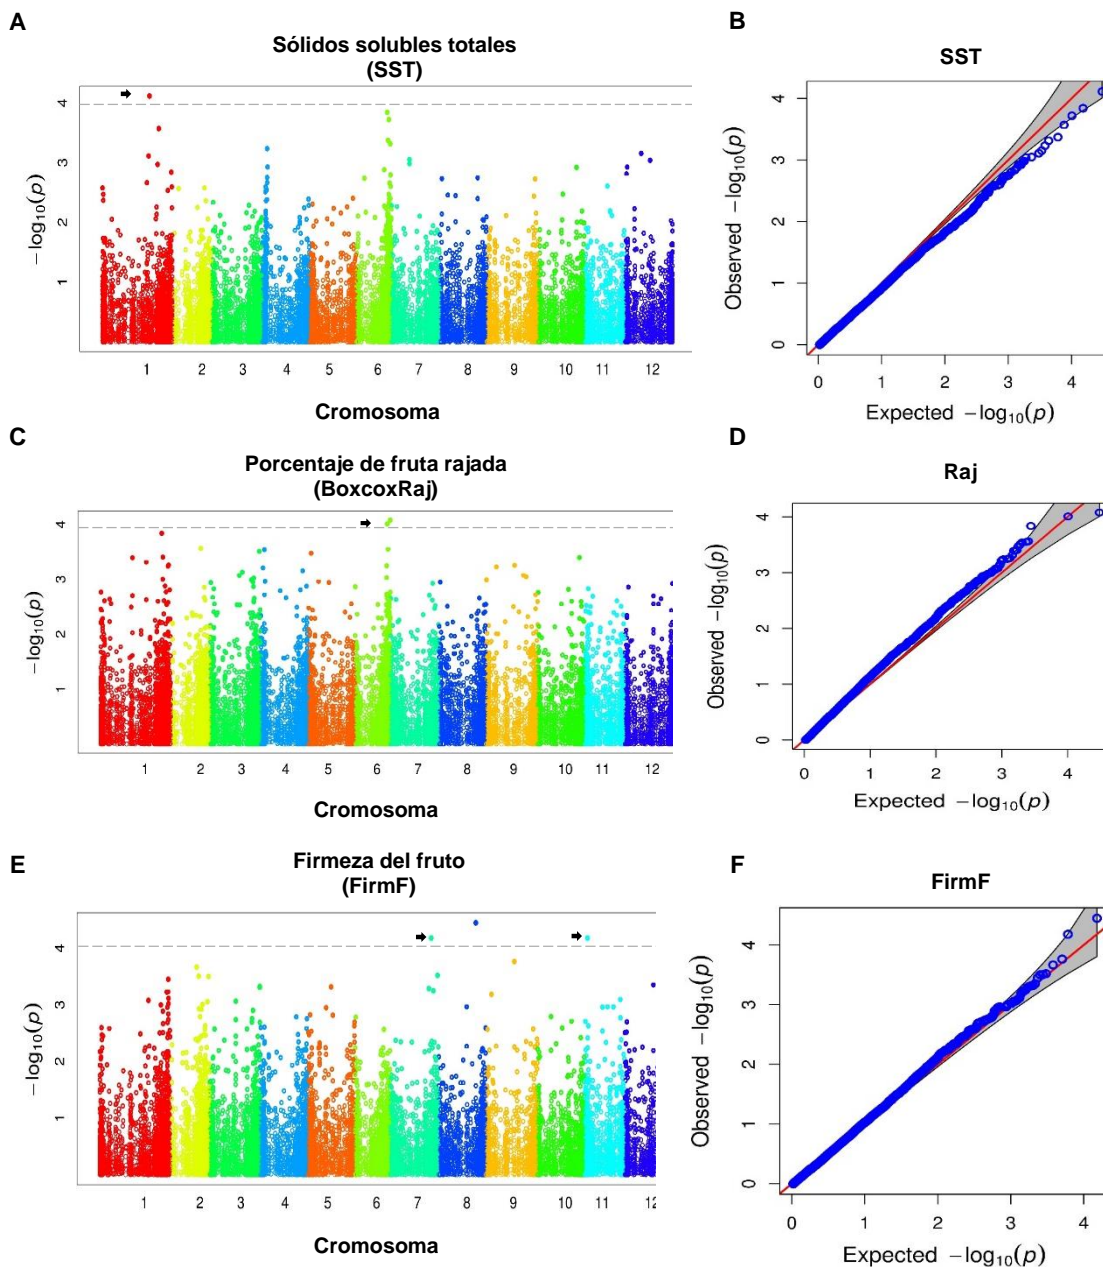 A
Sólidos solubles totales
(SST)
4
3
2
1
−log10(p)
1 2 3 4 5 6 7 8 9 10 11 12
Cromosoma
B
SST
4
3
2
1
0
Observed −log10(p)
0 1 2 3 4
Expected −log10(p)
C
Porcentaje de fruta rajada
(BoxcoxRaj)
4
3
2
1
−log10(p)
1 2 3 4 5 6 7 8 9 10 11 12
Cromosoma
D
Raj
4
3
2
1
0
Observed −log10(p)
0 1 2 3 4
Expected −log10(p)
E
Firmeza del fruto
(FirmF)
4
3
2
1
−log10(p)
1 2 3 4 5 6 7 8 9 10 11 12
Cromosoma
F
FirmF
4
3
2
1
0
Observed −log10(p)
0 1 2 3 4
Expected −log10(p)